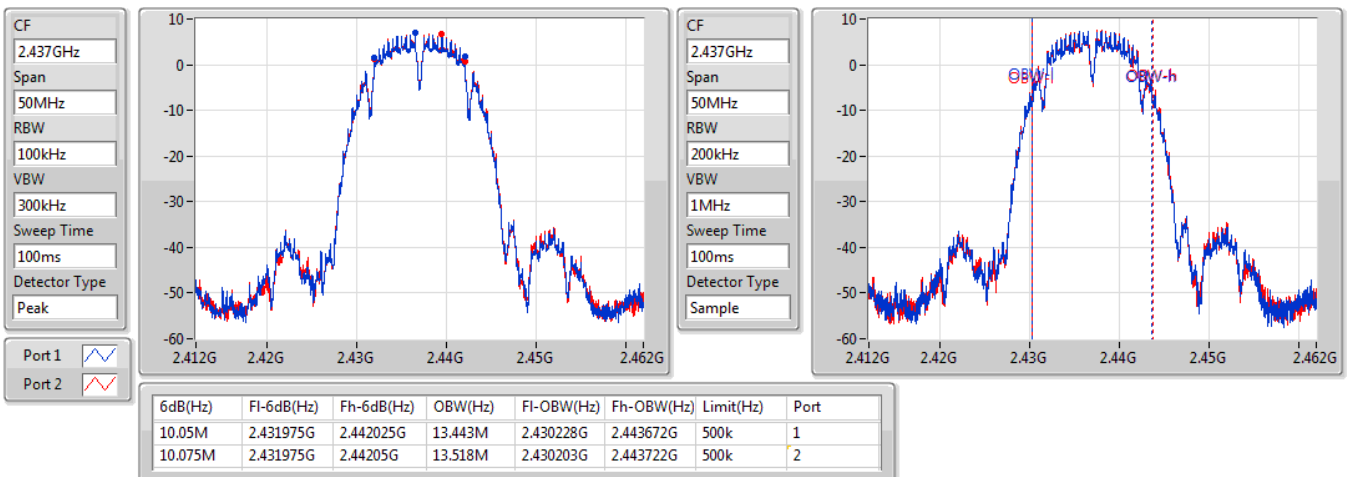 CF
2.437GHz
Span
50MHz
RBW
100kHz
VBW
300kHz
Sweep Time
100ms
Detector Type
Peak
Port 1
Port 2
10
0
-10
-20
-30
-40
-50
-60
2.412G 2.42G 2.43G 2.44G 2.45G 2.462G
CF
2.437GHz
Span
50MHz
RBW
200kHz
VBW
1MHz
Sweep Time
100ms
Detector Type
Sample
10
0
-10
-20
-30
-40
-50
-60
OBW-l OBW-h
2.412G 2.42G 2.43G 2.44G 2.45G 2.462G
6dB(Hz) Fl-6dB(Hz) Fh-6dB(Hz) OBW(Hz) Fl-OBW(Hz) Fh-OBW(Hz) Limit(Hz) Port
10.05M 2.431975G 2.442025G 13.443M 2.430228G 2.443672G 500k 1
10.075M 2.431975G 2.44205G 13.518M 2.430203G 2.443722G 500k 2